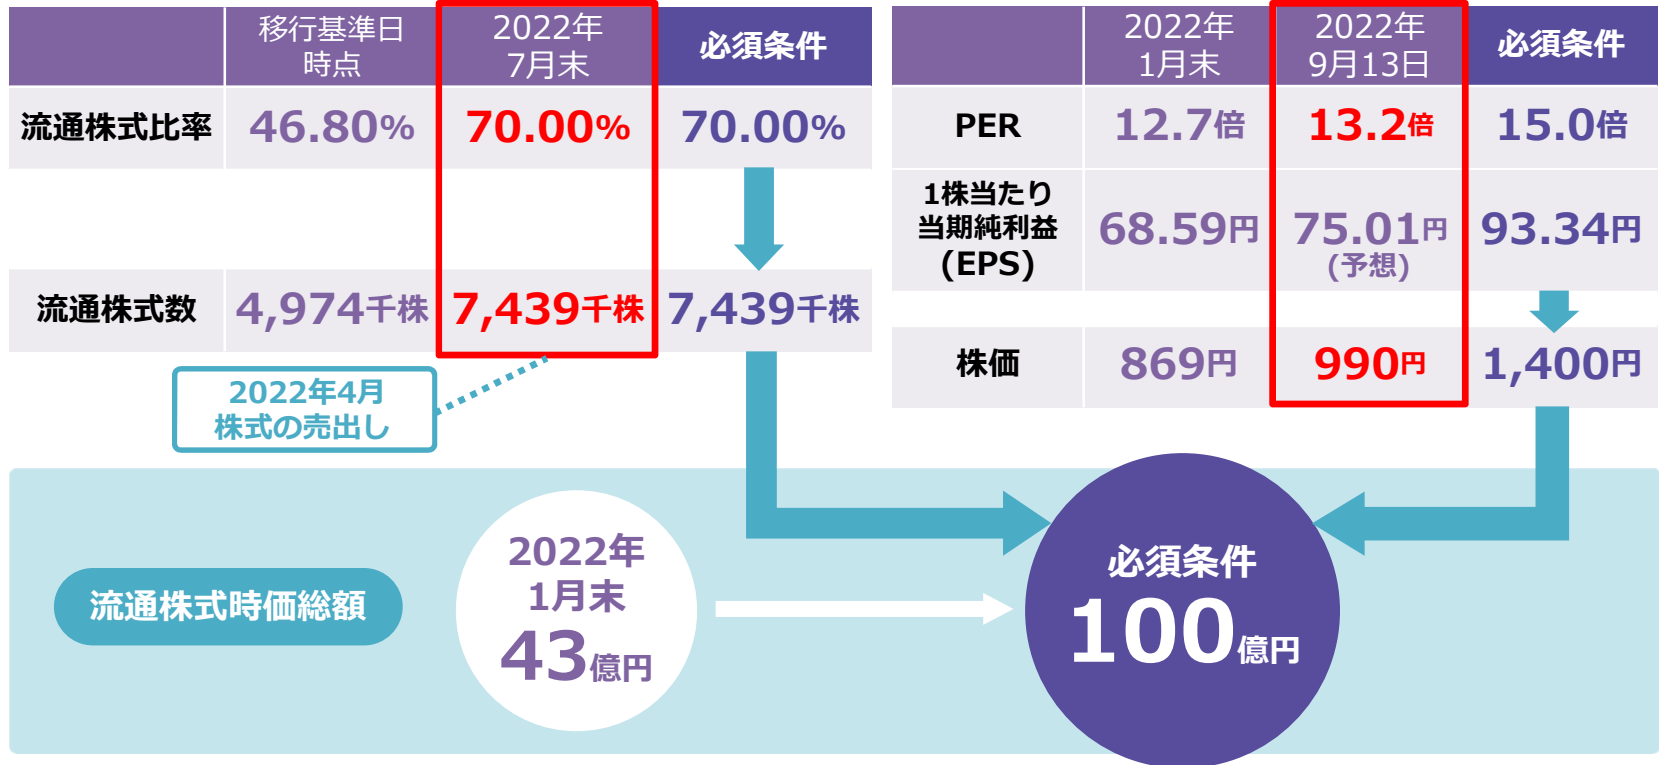 移行基準日
時点
2022年
7月末
必須条件
流通株式比率 46.80% 70.00% 70.00%
流通株式数 4,974千株 7,439千株 7,439千株
2022年4月
株式の売出し
2022年
1月末
2022年
9月13日
必須条件
PER 12.7倍 13.2倍 15.0倍
1株当たり
当期純利益
(EPS)
68.59円 75.01円 93.34円
(予想)
株価 869円 990円 1,400円
流通株式時価総額
2022年
1月末
43億円
必須条件
100億円